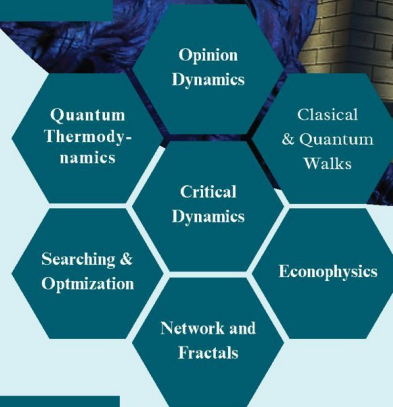 Opinion
Dynamics
Quantum
Thermody-
namics
Clasical
& Quantum
Walks
Critical
Dynamics
Searching &
Optmization
Econophysics
Network and
Fractals